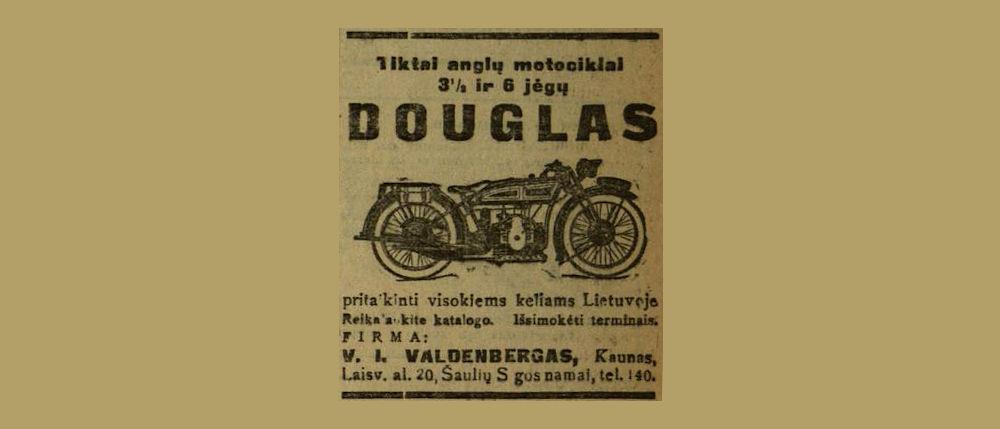 Tiktai anglų motociklai
3½ ir 6 jėgų
DOUGLAS
pritaikinti visokiems keliams Lietuvoje
Reikalaukite katalogo. Išsimokėti terminais.
FIRMA:
V. I. VALDENBERGAS, Kaunas,
Laisv. al. 20, Šaulių S gos namai, tel. 140.